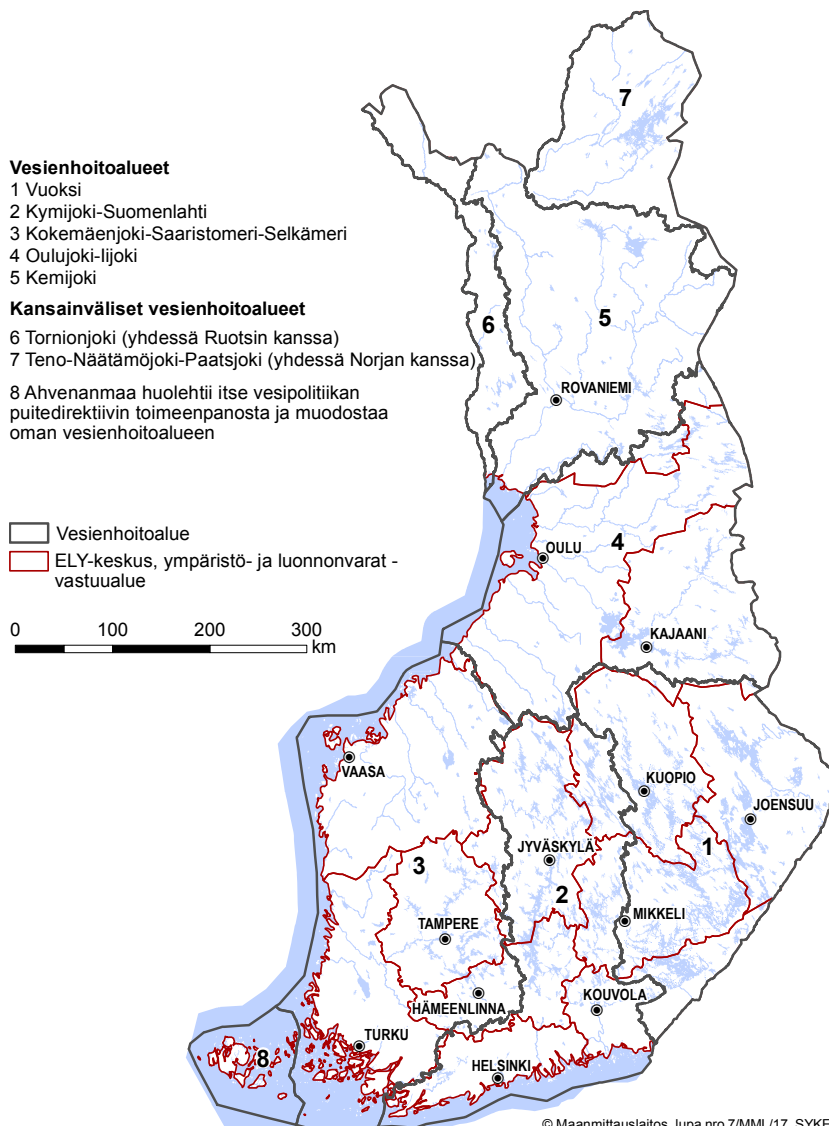 Vesienhoitoalueet
1 Vuoksi
2 Kymijoki-Suomenlahti
3 Kokemäenjoki-Saaristomeri-Selkämeri
4 Oulujoki-Iijoki
5 Kemijoki
Kansainväliset vesienhoitoalueet
6 Tornionjoki (yhdessä Ruotsin kanssa)
7 Teno-Näätämöjoki-Paatsjoki (yhdessä Norjan kanssa)
8 Ahvenanmaa huolehtii itse vesipolitiikan
puitedirektiivin toimeenpanosta ja muodostaa
oman vesienhoitoalueen
Vesienhoitoalue
ELY-keskus, ympäristö- ja luonnonvarat -
vastuualue
0 100 200 300
km
7
6
5
ROVANIEMI
OULU
4
KAJAANI
VAASA
KUOPIO
JOENSUU
3
JYVÄSKYLÄ
1
2
TAMPERE
MIKKELI
HÄMEENLINNA
KOUVOLA
TURKU
8
HELSINKI
© Maanmittauslaitos, lupa nro 7/MML/17, SYKE